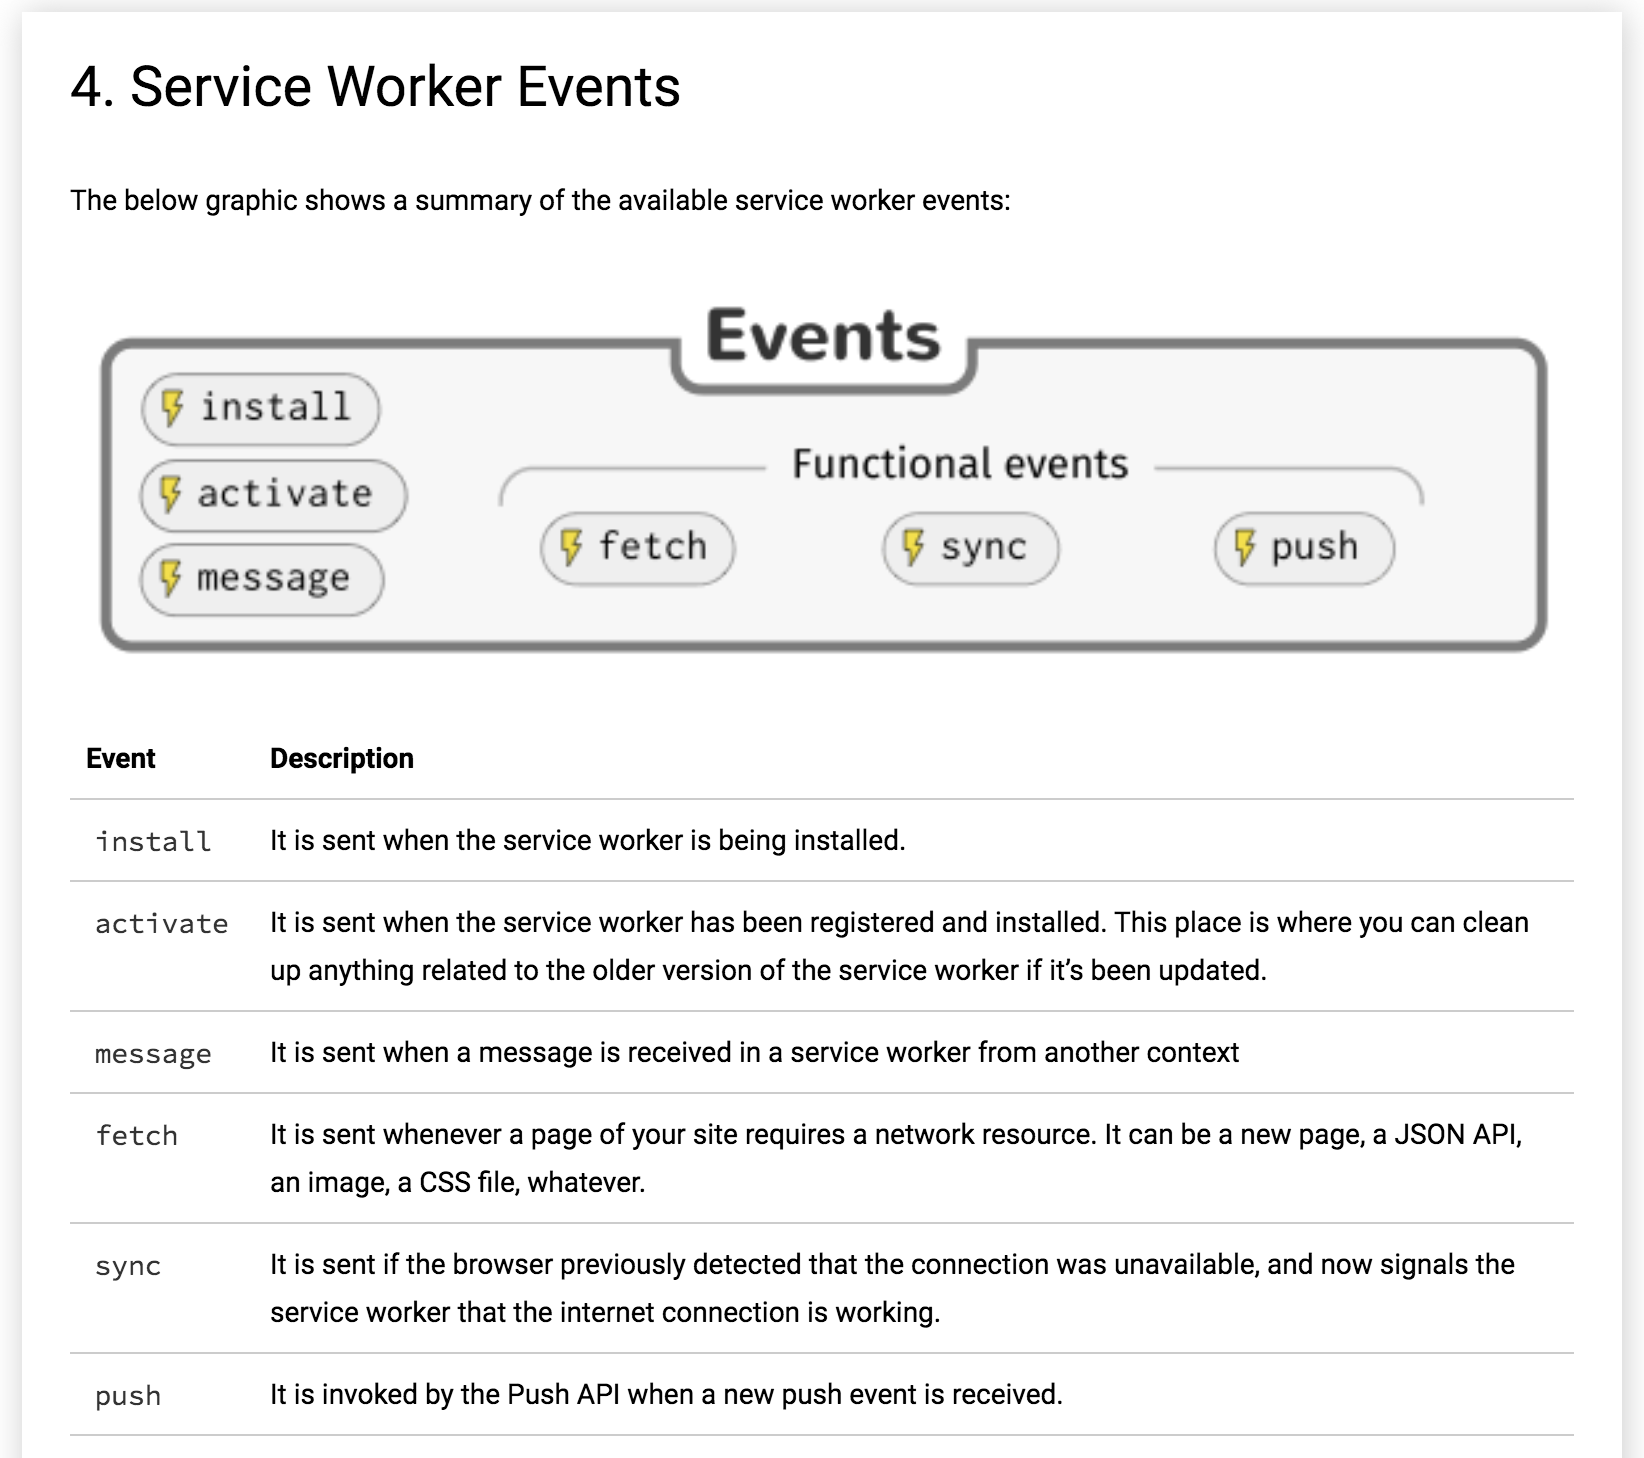 4. Service Worker Events
The below graphic shows a summary of the available service worker events:
Events
install
activate
message
Functional events
fetch
sync
push
Event Description
install It is sent when the service worker is being installed.
activate It is sent when the service worker has been registered and installed. This place is where you can clean
up anything related to the older version of the service worker if it’s been updated.
message It is sent when a message is received in a service worker from another context
fetch It is sent whenever a page of your site requires a network resource. It can be a new page, a JSON API,
an image, a CSS file, whatever.
sync It is sent if the browser previously detected that the connection was unavailable, and now signals the
service worker that the internet connection is working.
push It is invoked by the Push API when a new push event is received.